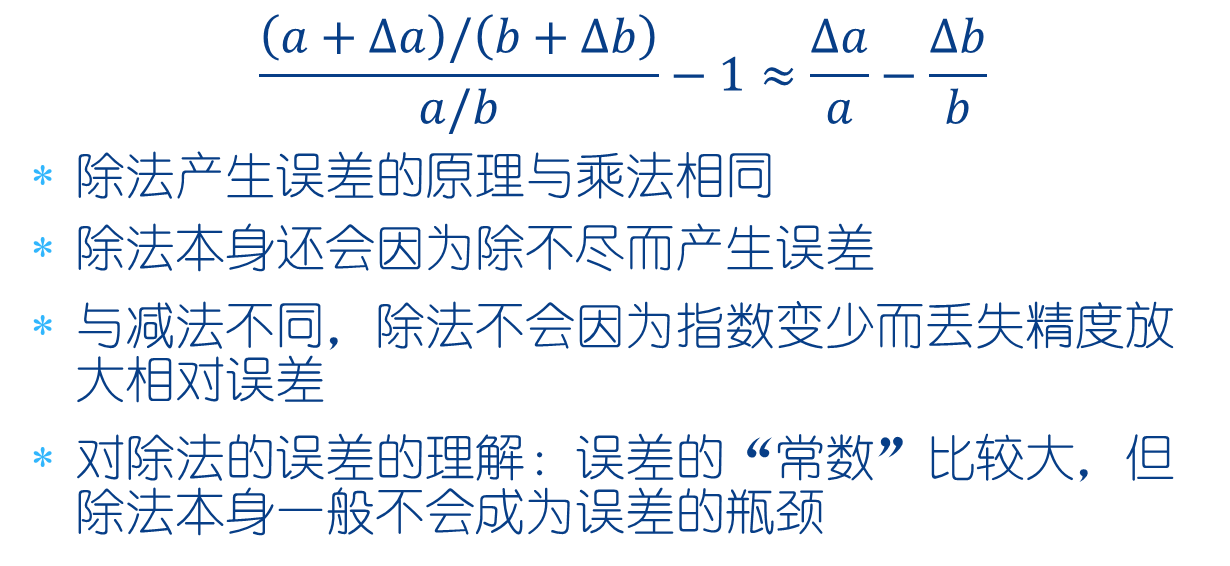 (a + Δa)/(b + Δb)
a/b
− 1 ≈ Δa/a − Δb/b
* 除法产生误差的原理与乘法相同
* 除法本身还会因为除不尽而产生误差
* 与减法不同，除法不会因为指数变少而丢失精度放
大相对误差
* 对除法的误差的理解：误差的“常数”比较大，但
除法本身一般不会成为误差的瓶颈